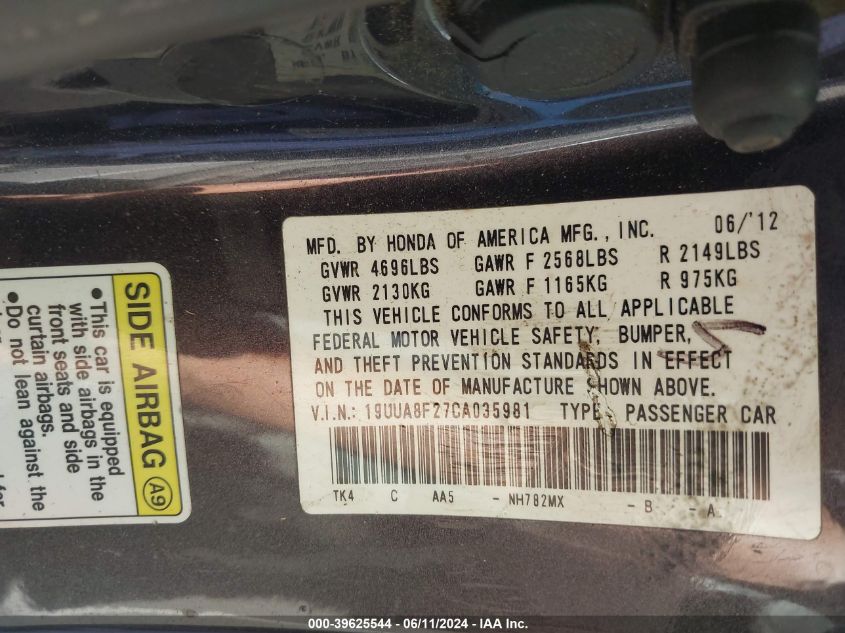 MFD. BY HONDA OF AMERICA MFG., INC. 06/'12
GVWR 4696LBS GAWR F 2568LBS R 2149LBS
GVWR 2130KG GAWR F 1165KG R 975KG
THIS VEHICLE CONFORMS TO ALL APPLICABLE
FEDERAL MOTOR VEHICLE SAFETY, BUMPER,
AND THEFT PREVENTION STANDARDS IN EFFECT
ON THE DATE OF MANUFACTURE SHOWN ABOVE.
V.I.N.: 19UUA8F27CA035981 TYPE: PASSENGER CAR
TK4 C AA5 - NH782MX - B - A
SIDE AIRBAG A9
•This car is equipped
with side airbags in the
front seats and side
curtain airbags.
•Do not lean against the
for
000-39625544 - 06/11/2024 - IAA Inc.